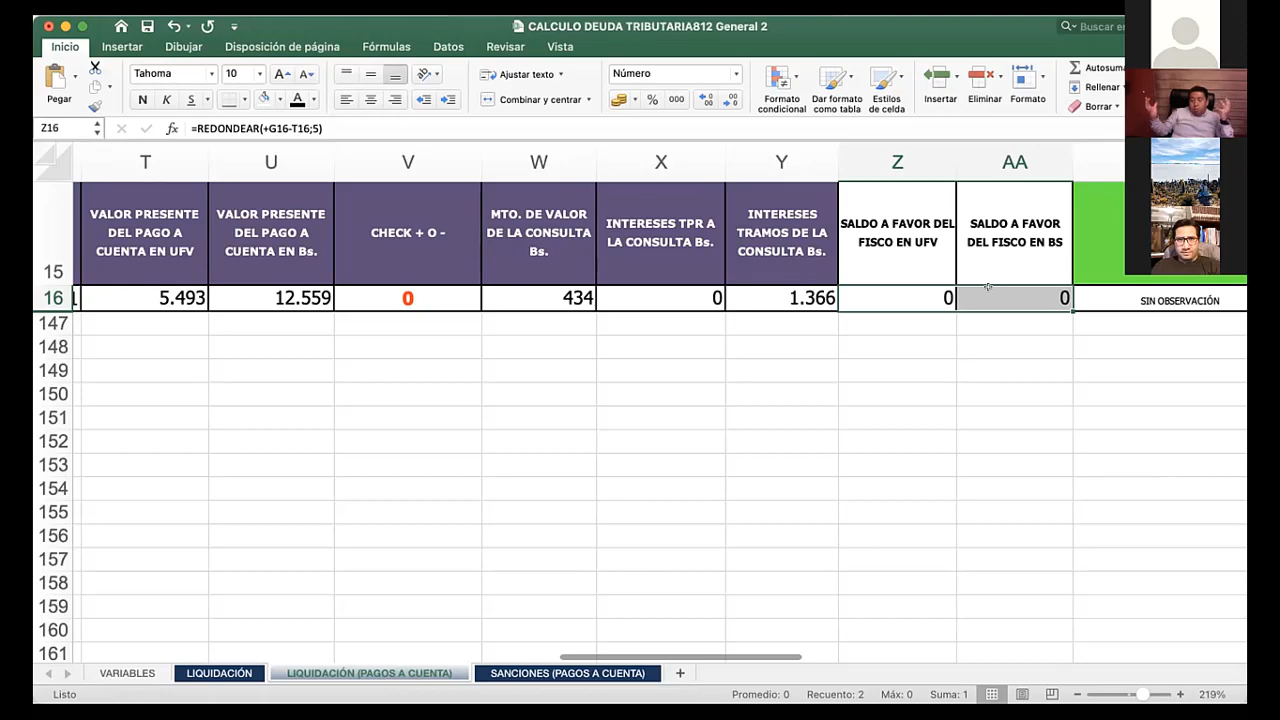 CALCULO DEUDA TRIBUTARIA812 General 2
Buscar en
Inicio
Insertar
Dibujar
Disposición de página
Fórmulas
Datos
Revisar
Vista
Pegar
Tahoma
10
N K S
Ajustar texto
Combinar y centrar
Número
% 000
Formato condicional
Dar formato como tabla
Estilos de celda
Insertar
Eliminar
Formato
Autosuma
Rellenar
Borrar
Z16
fx
=REDONDEAR(+G16-T16;5)
T U V W X Y Z AA
15
VALOR PRESENTE
DEL PAGO A
CUENTA EN UFV
VALOR PRESENTE
DEL PAGO A
CUENTA EN Bs.
CHECK + O -
MTO. DE VALOR
DE LA CONSULTA
Bs.
INTERESES TPR A
LA CONSULTA Bs.
INTERESES
TRAMOS DE LA
CONSULTA Bs.
SALDO A FAVOR DEL
FISCO EN UFV
SALDO A FAVOR
DEL FISCO EN BS
16 1 5.493 12.559 0 434 0 1.366 0 0 SIN OBSERVACIÓN
147
148
149
150
151
152
153
154
155
156
157
158
159
160
161
VARIABLES
LIQUIDACIÓN
LIQUIDACIÓN (PAGOS A CUENTA)
SANCIONES (PAGOS A CUENTA)
+
Listo
Promedio: 0
Recuento: 2
Máx: 0
Suma: 1
219%